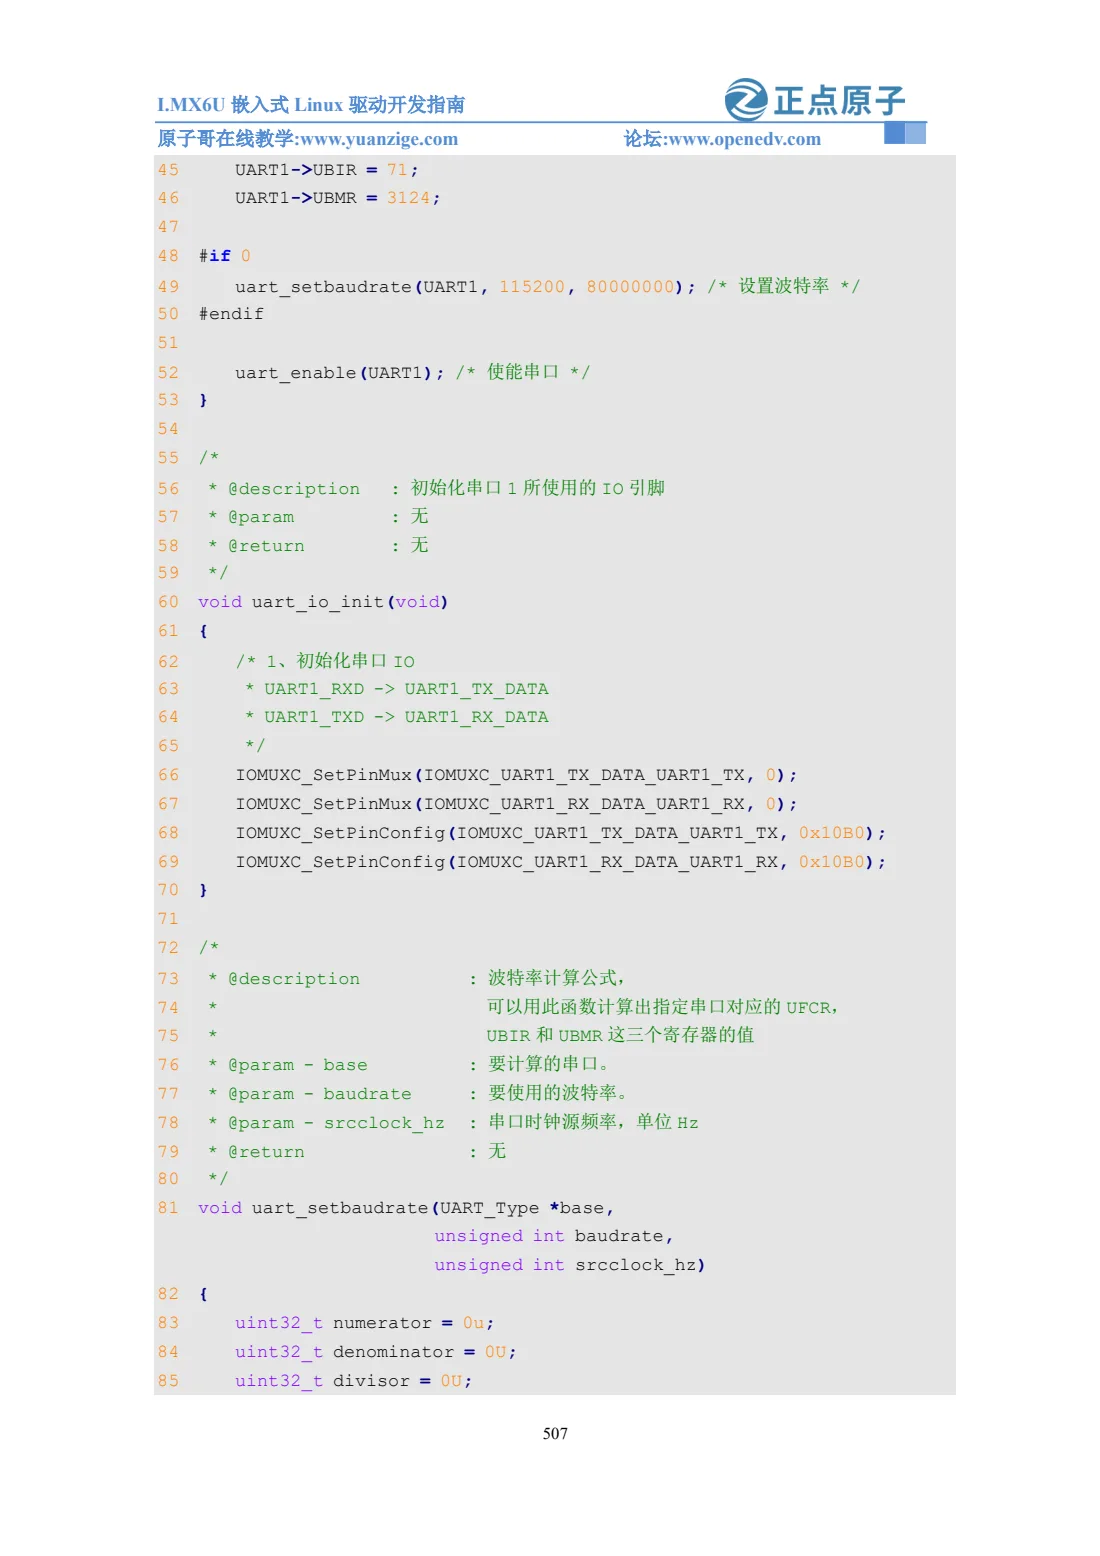 I.MX6U 嵌入式 Linux 驱动开发指南
正点原子
原子哥在线教学:www.yuanzige.com 论坛:www.openedv.com
45 UART1->UBIR = 71;
46 UART1->UBMR = 3124;
47
48 #if 0
49 uart_setbaudrate(UART1, 115200, 80000000); /* 设置波特率 */
50 #endif
51
52 uart_enable(UART1); /* 使能串口 */
53 }
54
55 /*
56 * @description : 初始化串口 1 所使用的 IO 引脚
57 * @param : 无
58 * @return : 无
59 */
60 void uart_io_init(void)
61 {
62 /* 1、初始化串口 IO
63 * UART1_RXD -> UART1_TX_DATA
64 * UART1_TXD -> UART1_RX_DATA
65 */
66 IOMUXC_SetPinMux(IOMUXC_UART1_TX_DATA_UART1_TX, 0);
67 IOMUXC_SetPinMux(IOMUXC_UART1_RX_DATA_UART1_RX, 0);
68 IOMUXC_SetPinConfig(IOMUXC_UART1_TX_DATA_UART1_TX, 0x10B0);
69 IOMUXC_SetPinConfig(IOMUXC_UART1_RX_DATA_UART1_RX, 0x10B0);
70 }
71
72 /*
73 * @description : 波特率计算公式，
74 * 可以用此函数计算出指定串口对应的 UFCR，
75 * UBIR 和 UBMR 这三个寄存器的值
76 * @param - base : 要计算的串口。
77 * @param - baudrate : 要使用的波特率。
78 * @param - srcclock_hz : 串口时钟源频率，单位 Hz
79 * @return : 无
80 */
81 void uart_setbaudrate(UART_Type *base,
unsigned int baudrate,
unsigned int srcclock_hz)
82 {
83 uint32_t numerator = 0u;
84 uint32_t denominator = 0U;
85 uint32_t divisor = 0U;
507